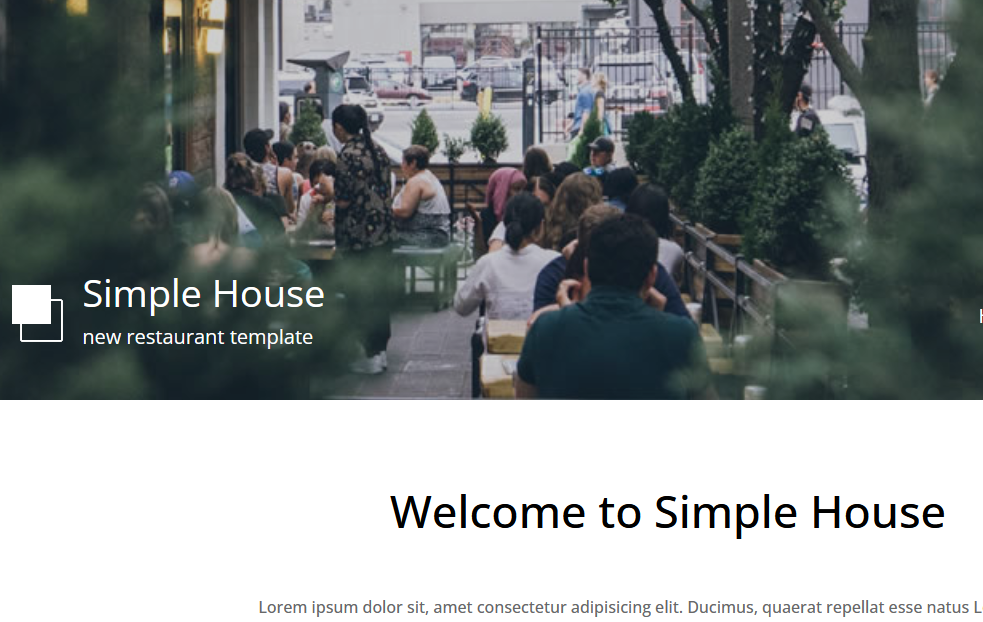 Simple House
new restaurant template
Welcome to Simple House
Lorem ipsum dolor sit, amet consectetur adipisicing elit. Ducimus, quaerat repellat esse natus